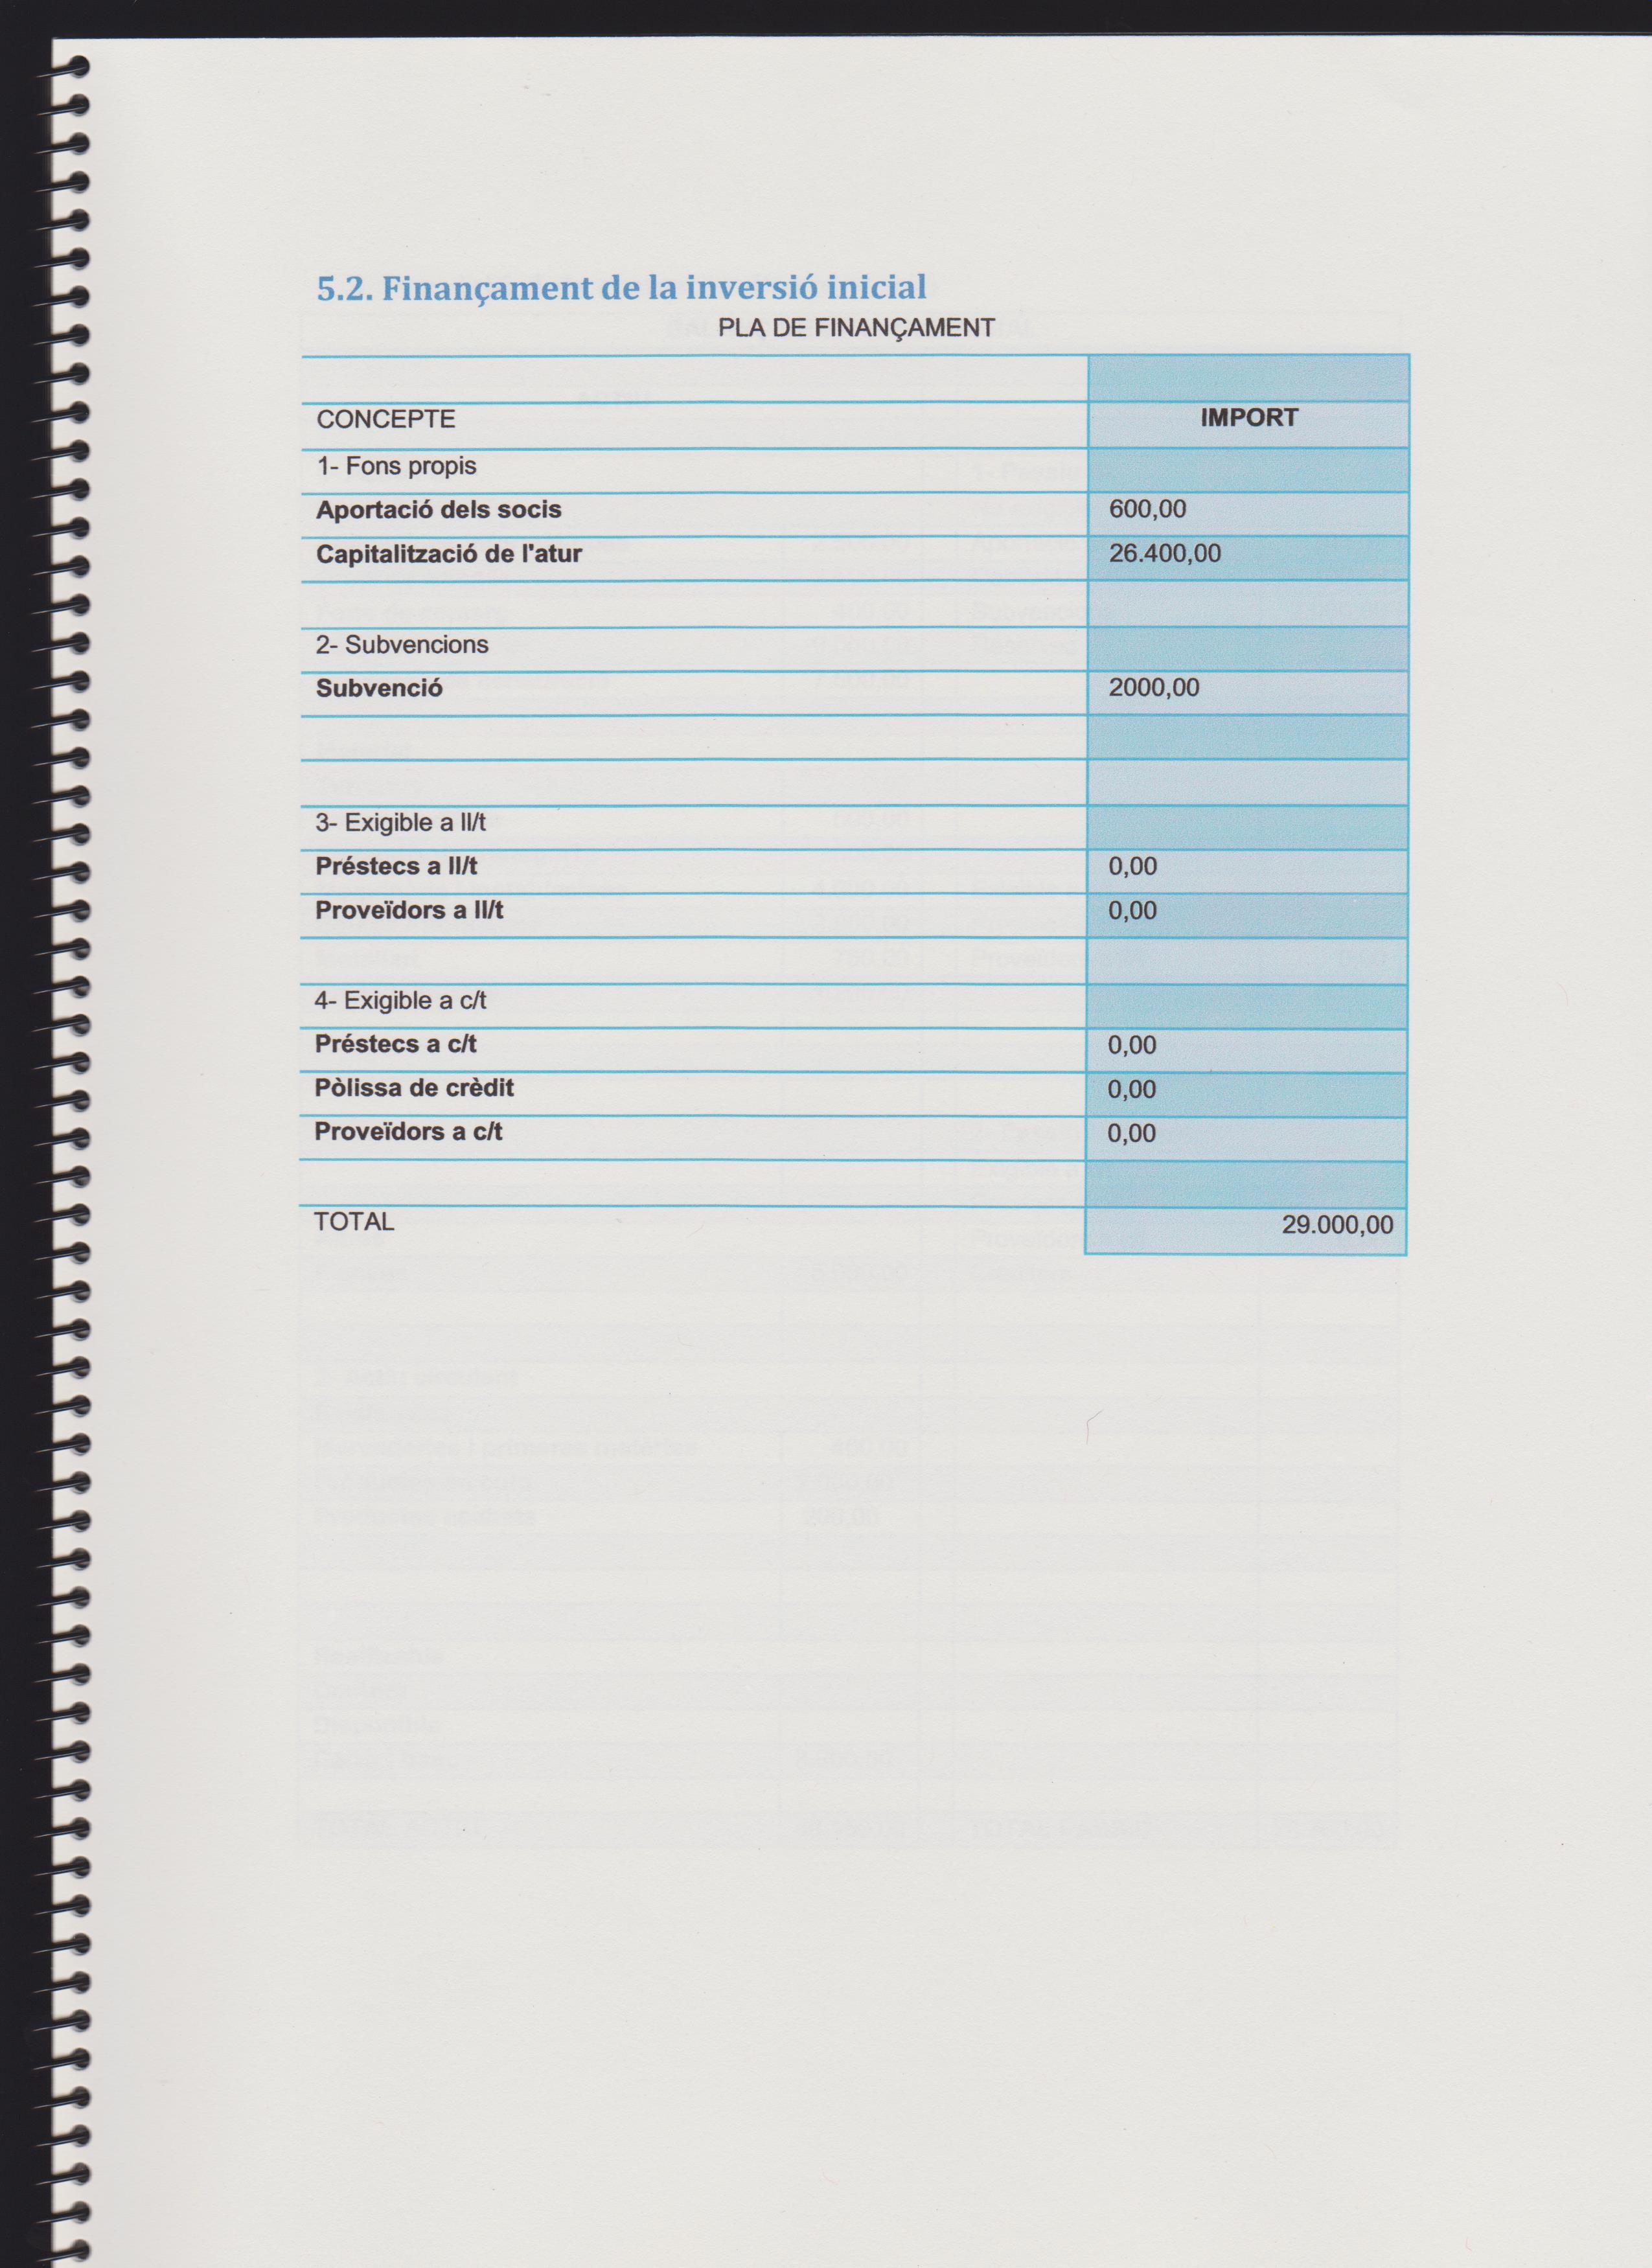 5.2. Finançament de la inversió inicial
PLA DE FINANÇAMENT
CONCEPTE IMPORT
1- Fons propis
Aportació dels socis 600,00
Capitalització de l'atur 26.400,00
2- Subvencions
Subvenció 2000,00
3- Exigible a ll/t
Préstecs a ll/t 0,00
Proveïdors a ll/t 0,00
4- Exigible a c/t
Préstecs a c/t 0,00
Pòlissa de crèdit 0,00
Proveïdors a c/t 0,00
TOTAL 29.000,00